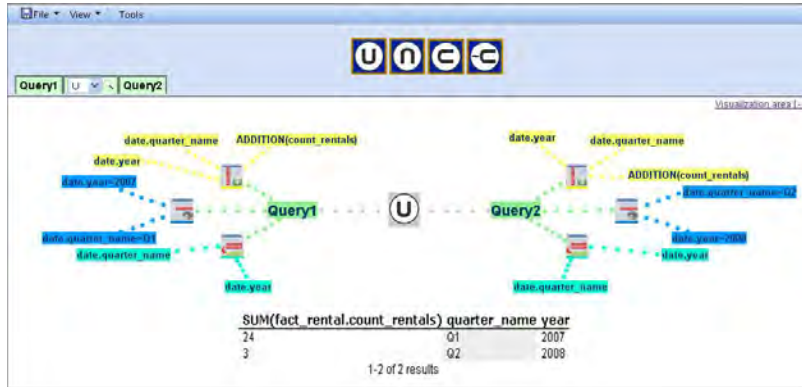 File View Tools
U ∩ ⊂ -⊂
Query1 U Query2
Visualization area [-
date.quarter_name ADDITION(count_rentals) date.year date.quarter_name
date.year ADDITION(count_rentals)
date.year=2007 date.quarter_name=Q2
Query1 U Query2
date.quarter_name=Q1 date.year=2008
date.quarter_name date.year
date.year date.quarter_name
SUM(fact_rental.count_rentals) quarter_name year
24 Q1 2007
3 Q2 2008
1-2 of 2 results